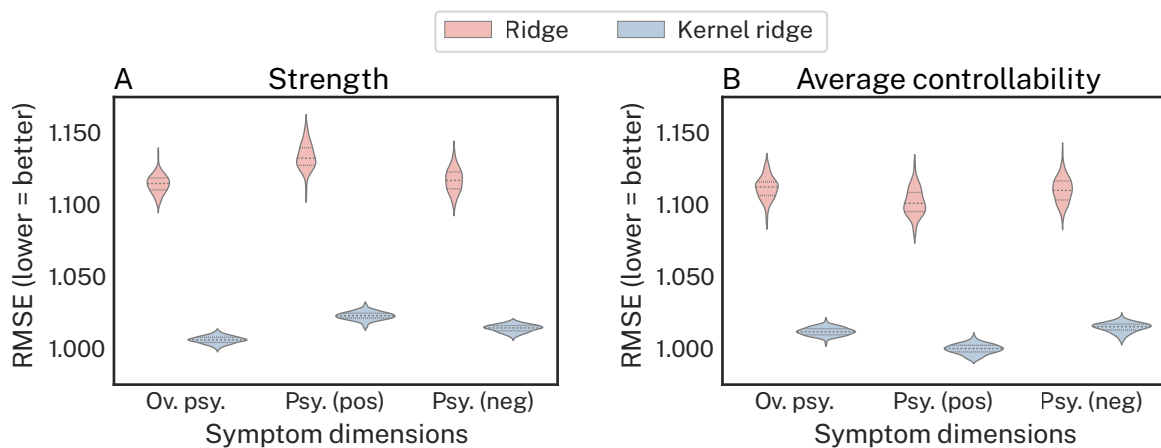 Ridge
Kernel ridge
A
Strength
RMSE (lower = better)
1.150
1.100
1.050
1.000
Ov. psy.
Psy. (pos)
Psy. (neg)
Symptom dimensions
B
Average controllability
RMSE (lower = better)
1.150
1.100
1.050
1.000
Ov. psy.
Psy. (pos)
Psy. (neg)
Symptom dimensions